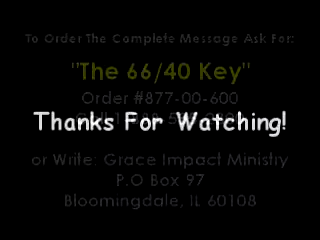 To Order The Complete Message Ask For:
"The 66/40 Key"
Order #877-00-600
Thanks For Watching!
or Write: Grace Impact Ministry
P.O Box 97
Bloomingdale, IL 60108